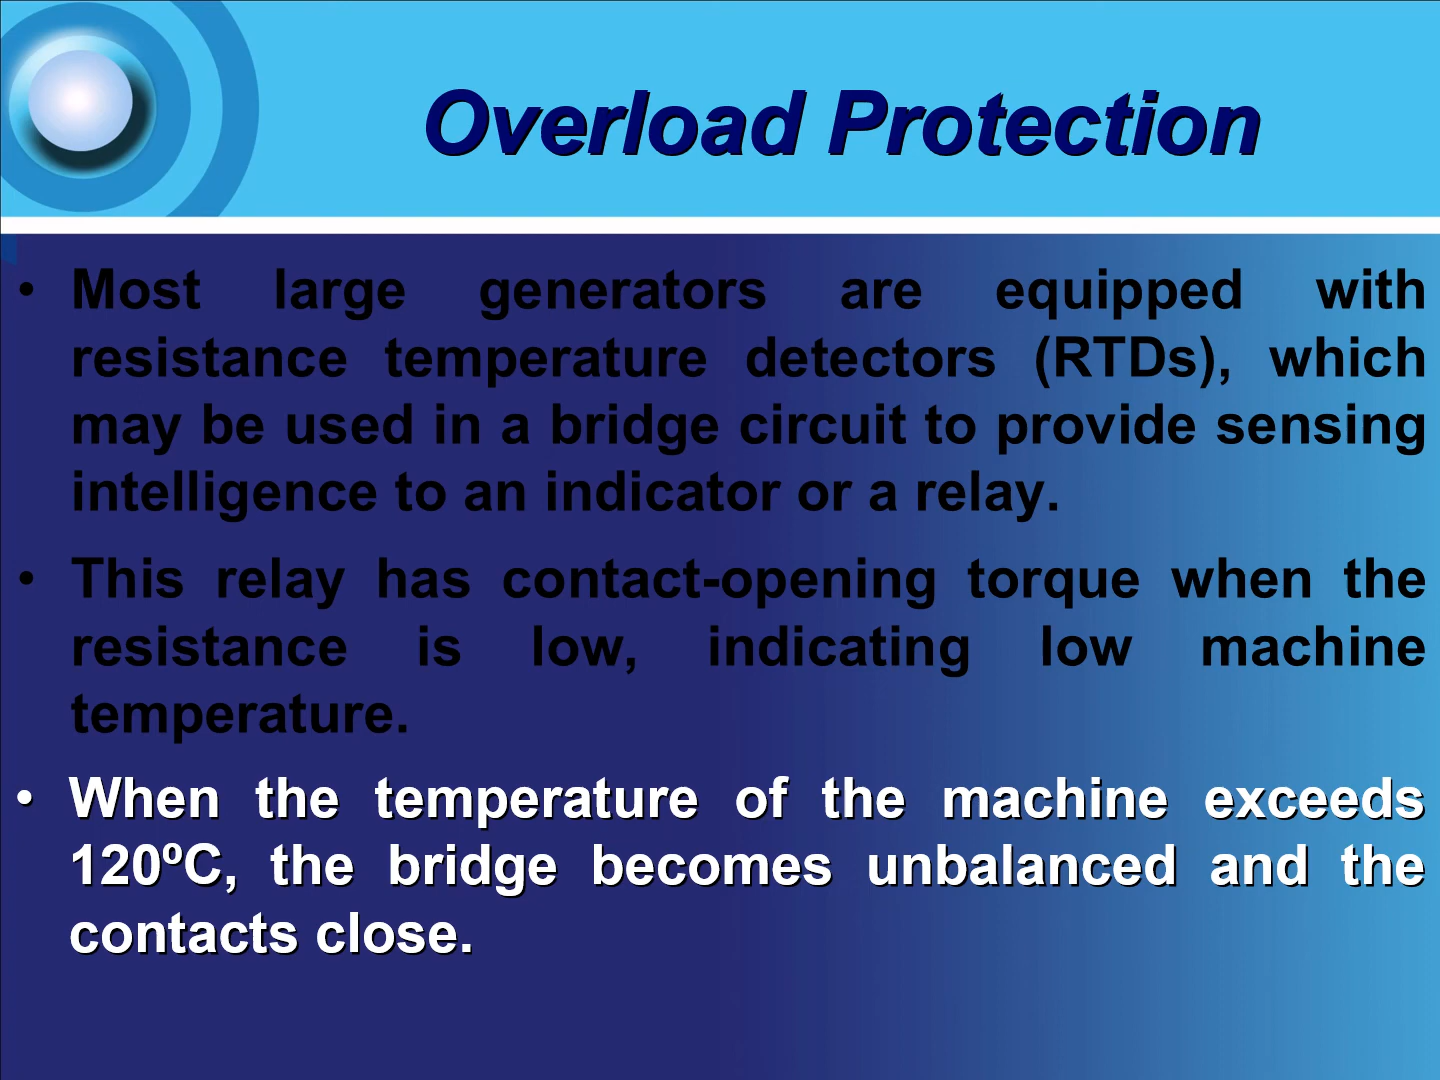 Overload Protection
• Most large generators are equipped with
resistance temperature detectors (RTDs), which
may be used in a bridge circuit to provide sensing
intelligence to an indicator or a relay.
• This relay has contact-opening torque when the
resistance is low, indicating low machine
temperature.
• When the temperature of the machine exceeds
120ºC, the bridge becomes unbalanced and the
contacts close.